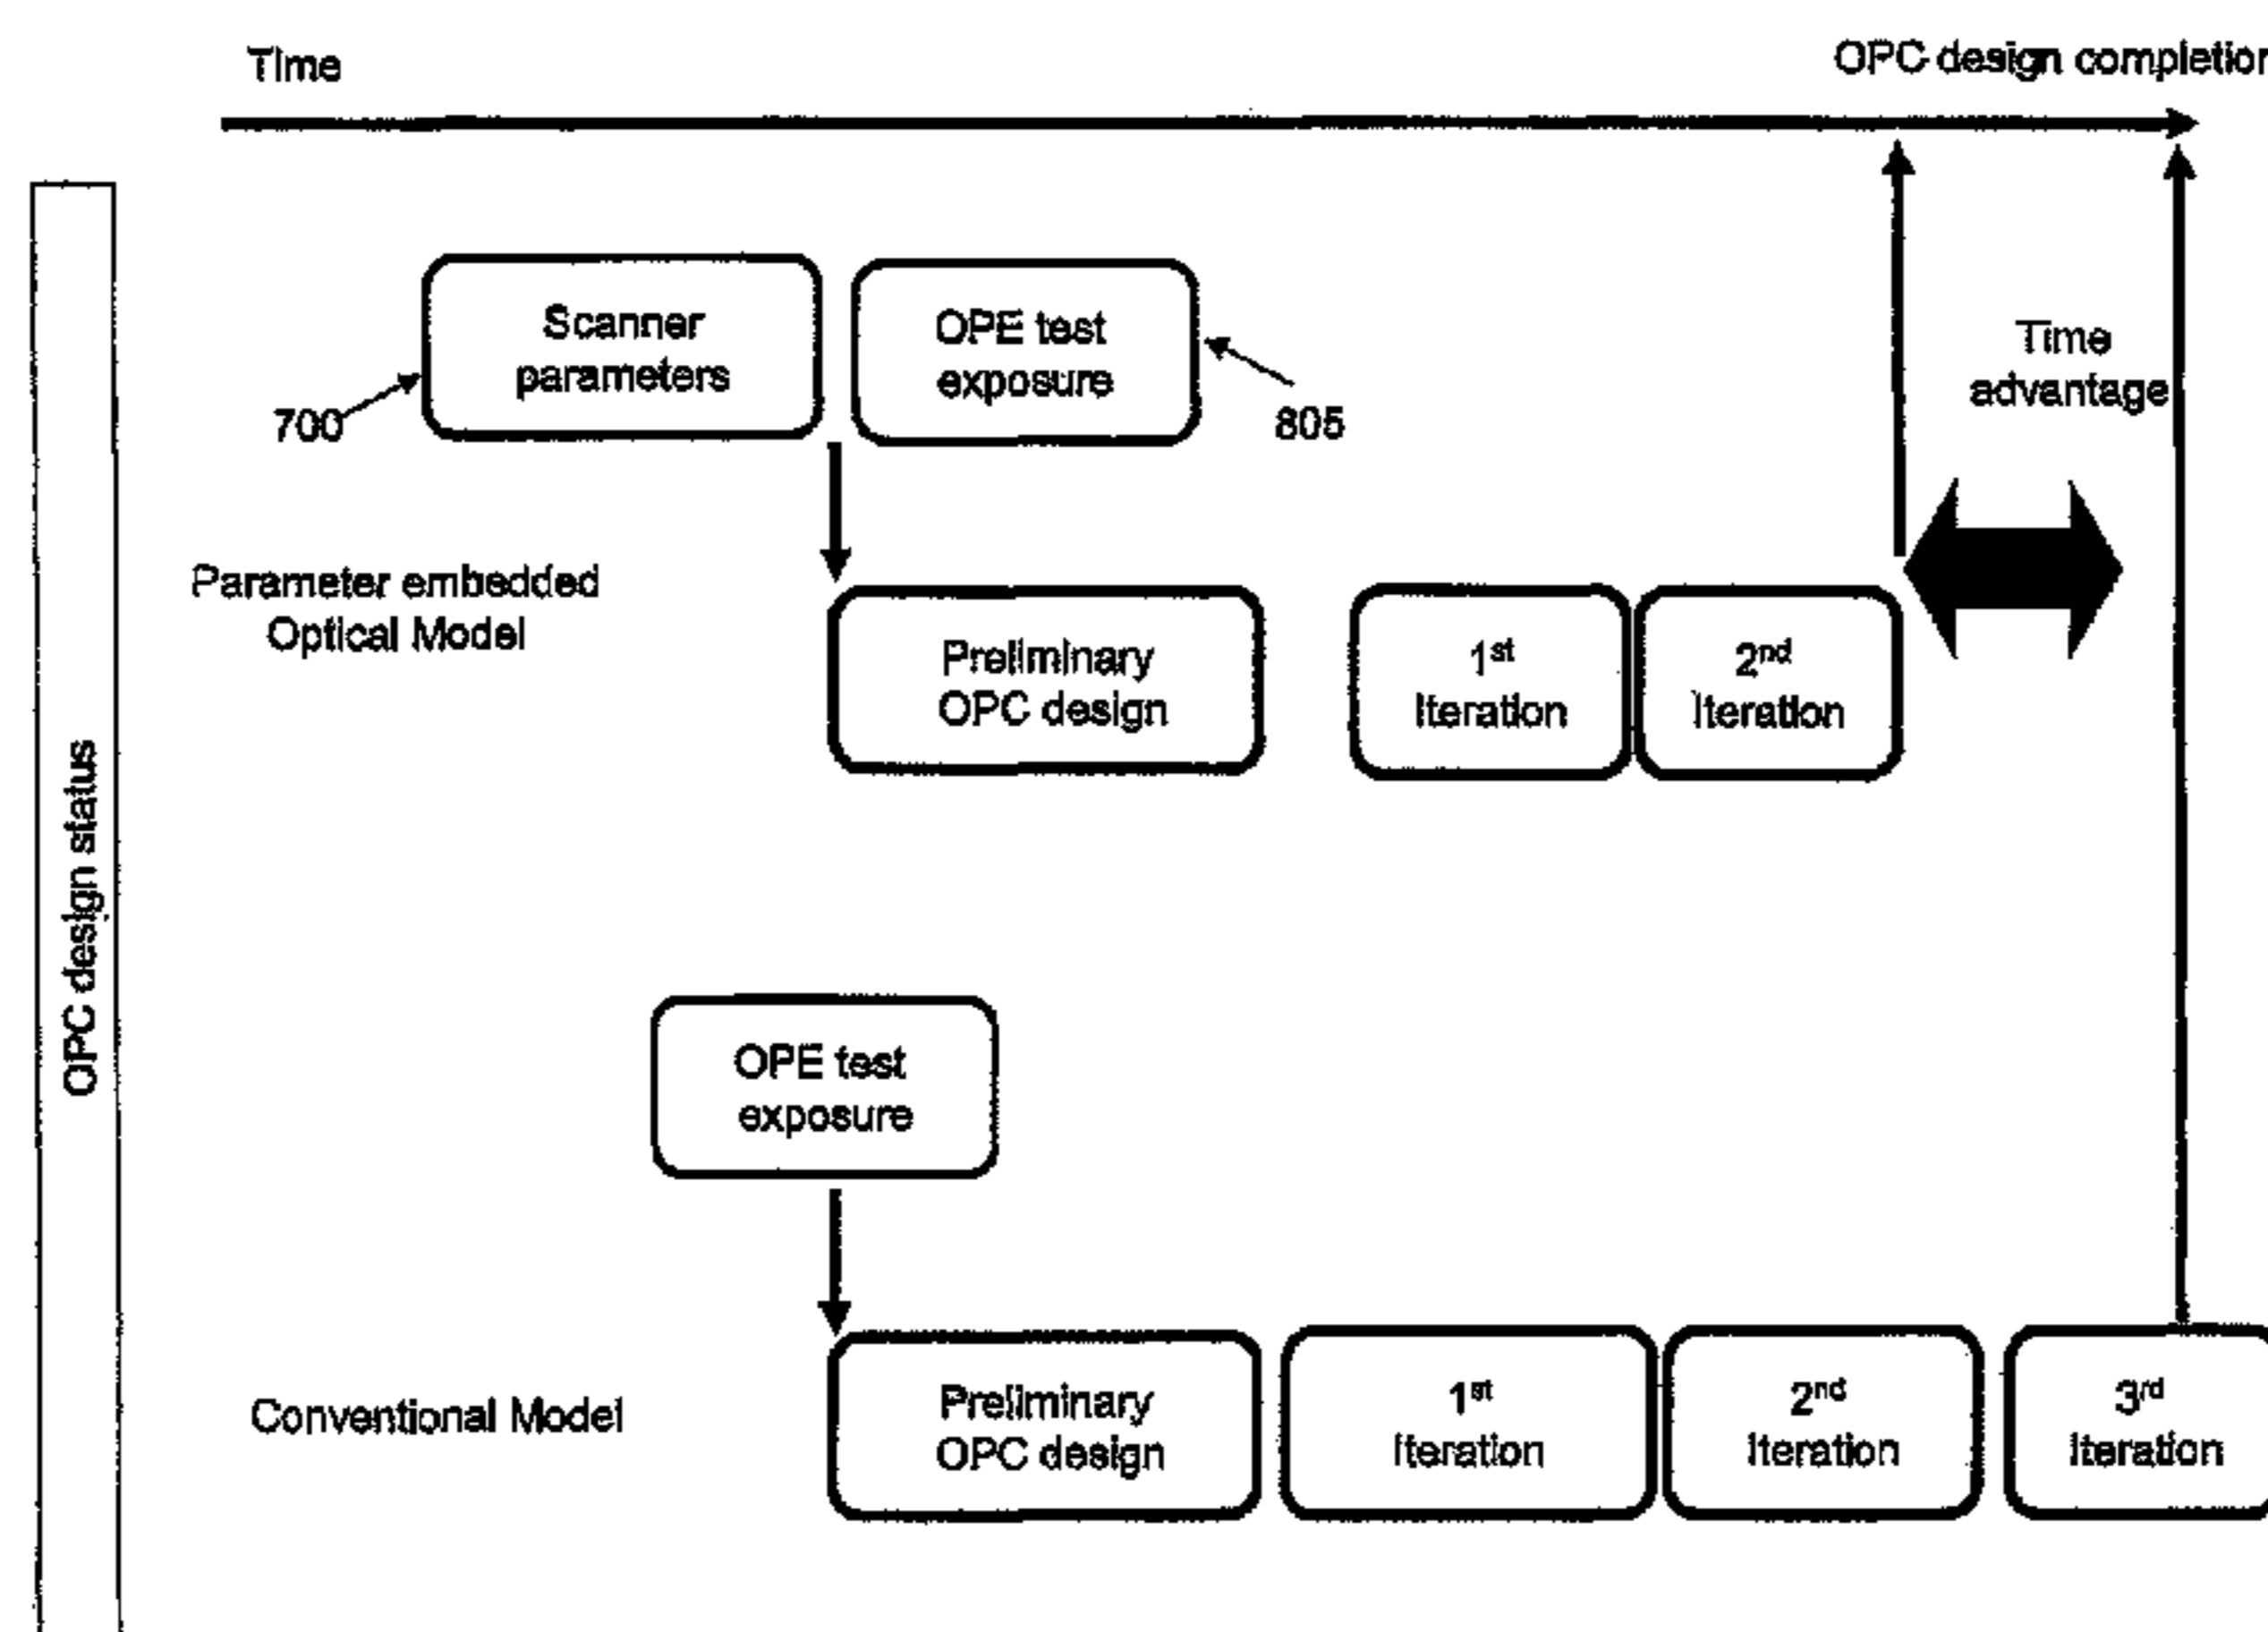 Time
OPC design completion
Scanner
parameters
700
OPE test
exposure
805
Time
advantage
Parameter embedded
Optical Model
Preliminary
OPC design
1st
Iteration
2nd
Iteration
OPC design status
OPE test
exposure
Conventional Model
Preliminary
OPC design
1st
Iteration
2nd
Iteration
3rd
Iteration